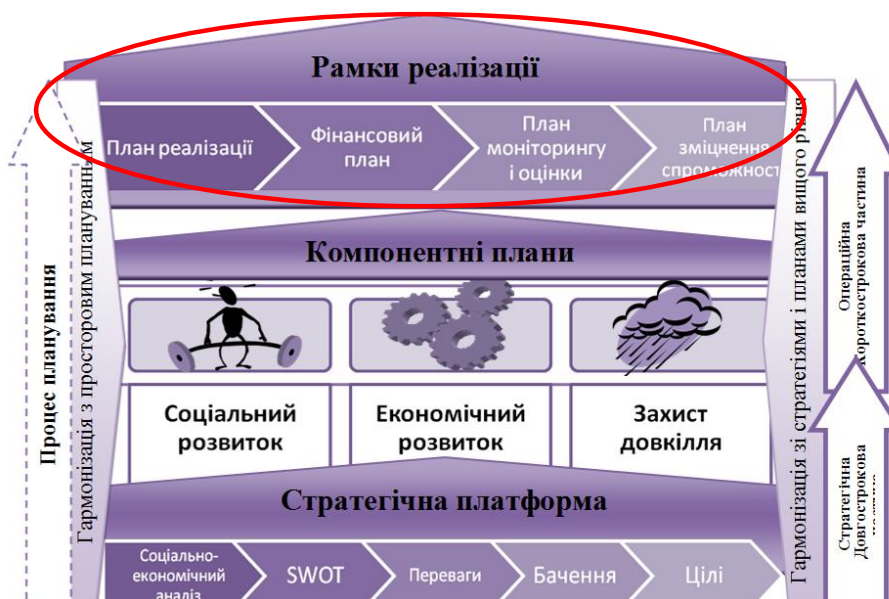 Рамки реалізації
План реалізації
Фінансовий
план
План
моніторингу
і оцінки
План
зміцнення
спроможност
Компонентні плани
Соціальний
розвиток
Економічний
розвиток
Захист
довкілля
Стратегічна платформа
Соціально-
економічний
аналіз
SWOT
Переваги
Бачення
Цілі
Процес планування
Гармонізація з просторовим плануванням
Гармонізація зі стратегіями і планами вищого рівня
Операційна
Короткострокова частина
Стратегічна
Довгострокова